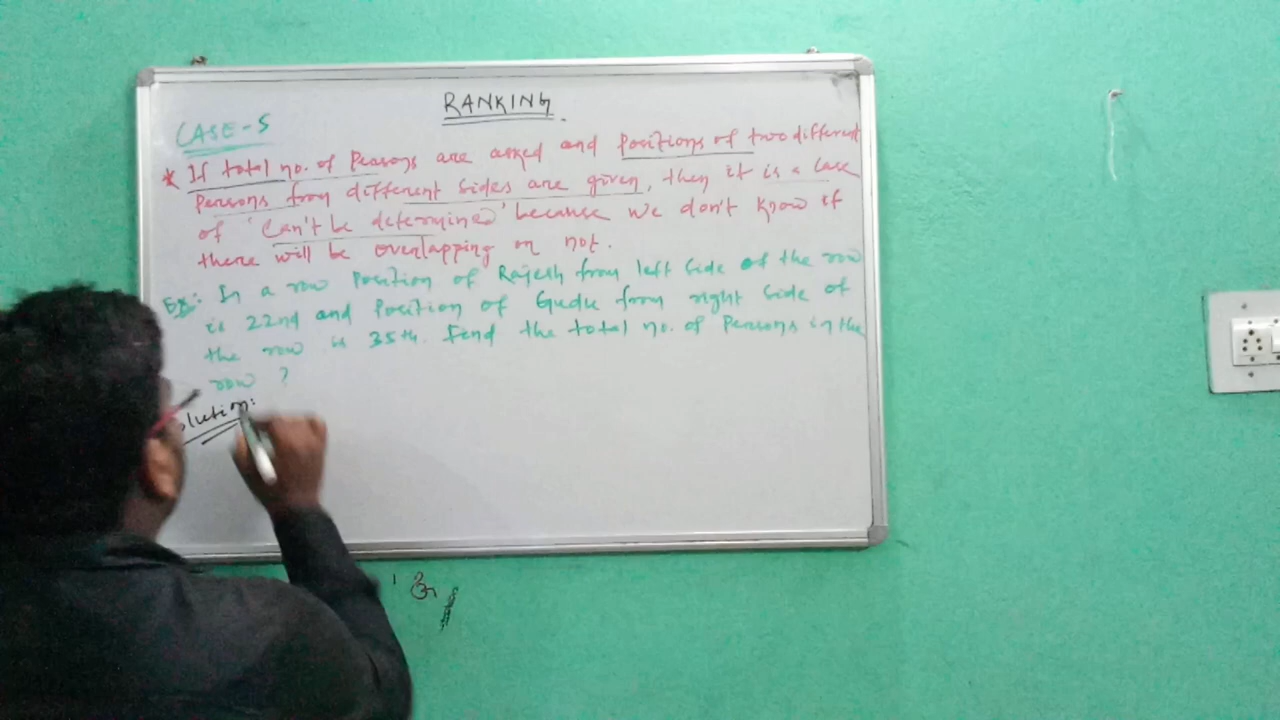 RANKING
CASE-5
* If total no. of Persons are asked and Positions of two different
Persons from different sides are given, then it is a case
of 'Can't be determined' because we don't know if
there will be overlapping or not.
Ex: In a row Position of Rajesh from left side of the row
is 22nd and Position of Gudu from right side of
the row is 35th. Find the total no. of Persons in the
row ?
olution: